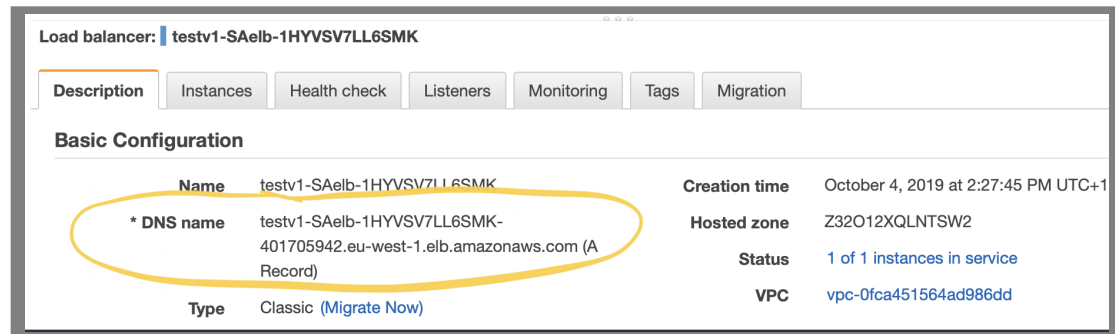 Load balancer: testv1-SAelb-1HYVSV7LL6SMK
Description Instances Health check Listeners Monitoring Tags Migration
Basic Configuration
Name testv1-SAelb-1HYVSV7LL6SMK
Creation time October 4, 2019 at 2:27:45 PM UTC+1
* DNS name testv1-SAelb-1HYVSV7LL6SMK-
401705942.eu-west-1.elb.amazonaws.com (A
Record)
Hosted zone Z32O12XQLNTSW2
Status 1 of 1 instances in service
Type Classic (Migrate Now)
VPC vpc-0fca451564ad986dd